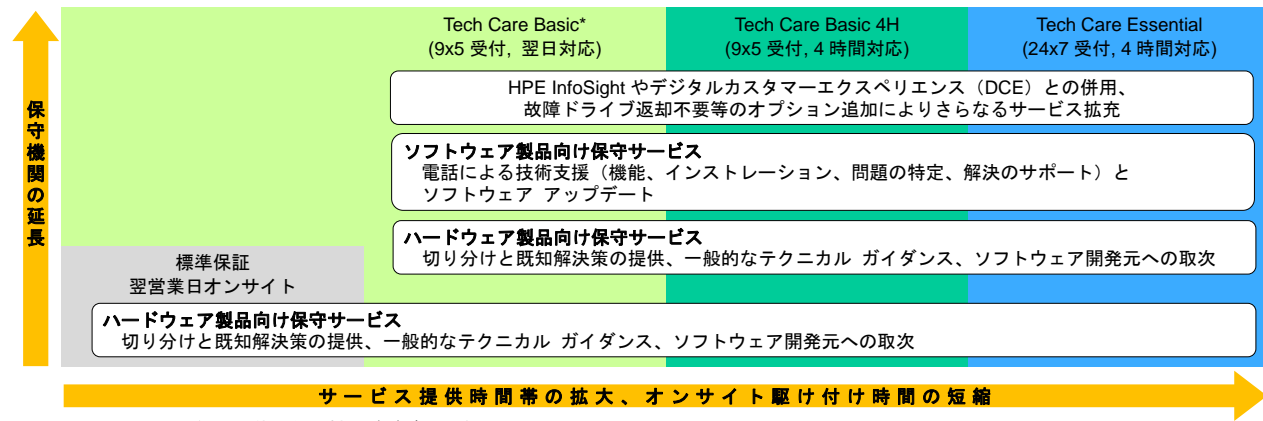 Tech Care Basic*
(9x5 受付, 翌日対応)
Tech Care Basic 4H
(9x5 受付, 4 時間対応)
Tech Care Essential
(24x7 受付, 4 時間対応)
HPE InfoSight やデジタルカスタマーエクスペリエンス（DCE）との併用、
故障ドライブ返却不要等のオプション追加によりさらなるサービス拡充
保守機関の延長
ソフトウェア製品向け保守サービス
電話による技術支援（機能、インストレーション、問題の特定、解決のサポート）と
ソフトウェア アップデート
ハードウェア製品向け保守サービス
切り分けと既知解決策の提供、一般的なテクニカル ガイダンス、ソフトウェア開発元への取次
標準保証
翌営業日オンサイト
ハードウェア製品向け保守サービス
切り分けと既知解決策の提供、一般的なテクニカル ガイダンス、ソフトウェア開発元への取次
サービス提供時間帯の拡大、オンサイト駆け付け時間の短縮